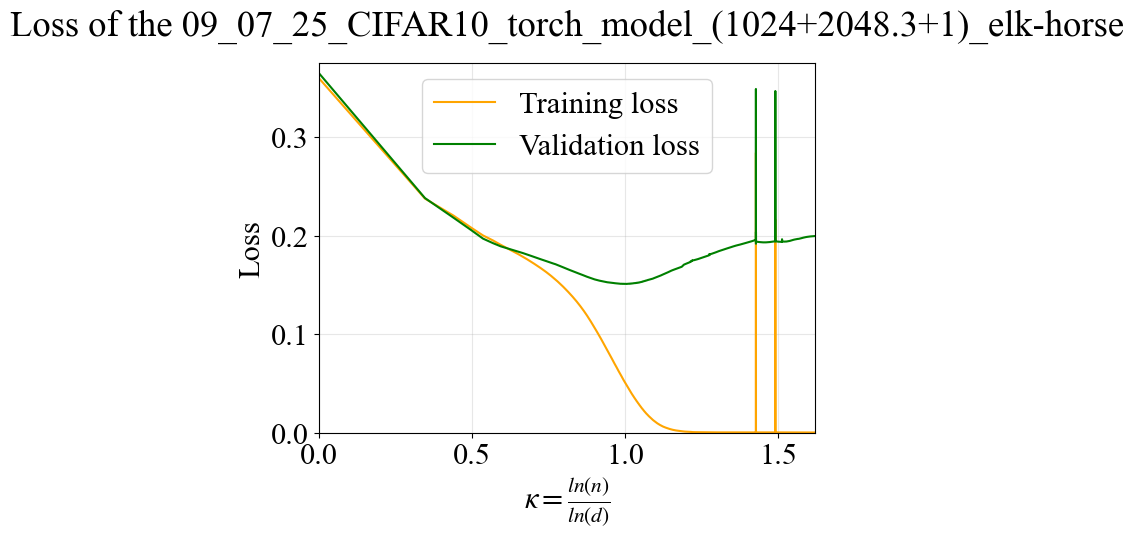 Loss of the 09_07_25_CIFAR10_torch_model_(1024+2048.3+1)_elk-horse
Training loss
Validation loss
Loss
0.3
0.2
0.1
0.0
0.0 0.5 1.0 1.5
κ = ln(n)/ln(d)